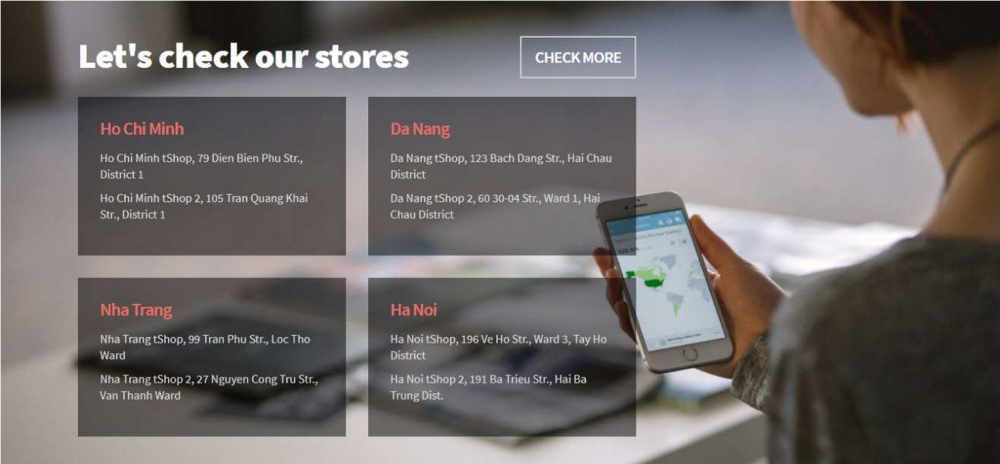 Let's check our stores
CHECK MORE
Ho Chi Minh
Ho Chi Minh tShop, 79 Dien Bien Phu Str.,
District 1
Ho Chi Minh tShop 2, 105 Tran Quang Khai
Str., District 1
Da Nang
Da Nang tShop, 123 Bach Dang Str., Hai Chau
District
Da Nang tShop 2, 60 30-04 Str., Ward 1, Hai
Chau District
Nha Trang
Nha Trang tShop, 99 Tran Phu Str., Loc Tho
Ward
Nha Trang tShop 2, 27 Nguyen Cong Tru Str.,
Van Thanh Ward
Ha Noi
Ha Noi tShop, 196 Ve Ho Str., Ward 3, Tay Ho
District
Ha Noi tShop 2, 191 Ba Trieu Str., Hai Ba
Trung Dist.